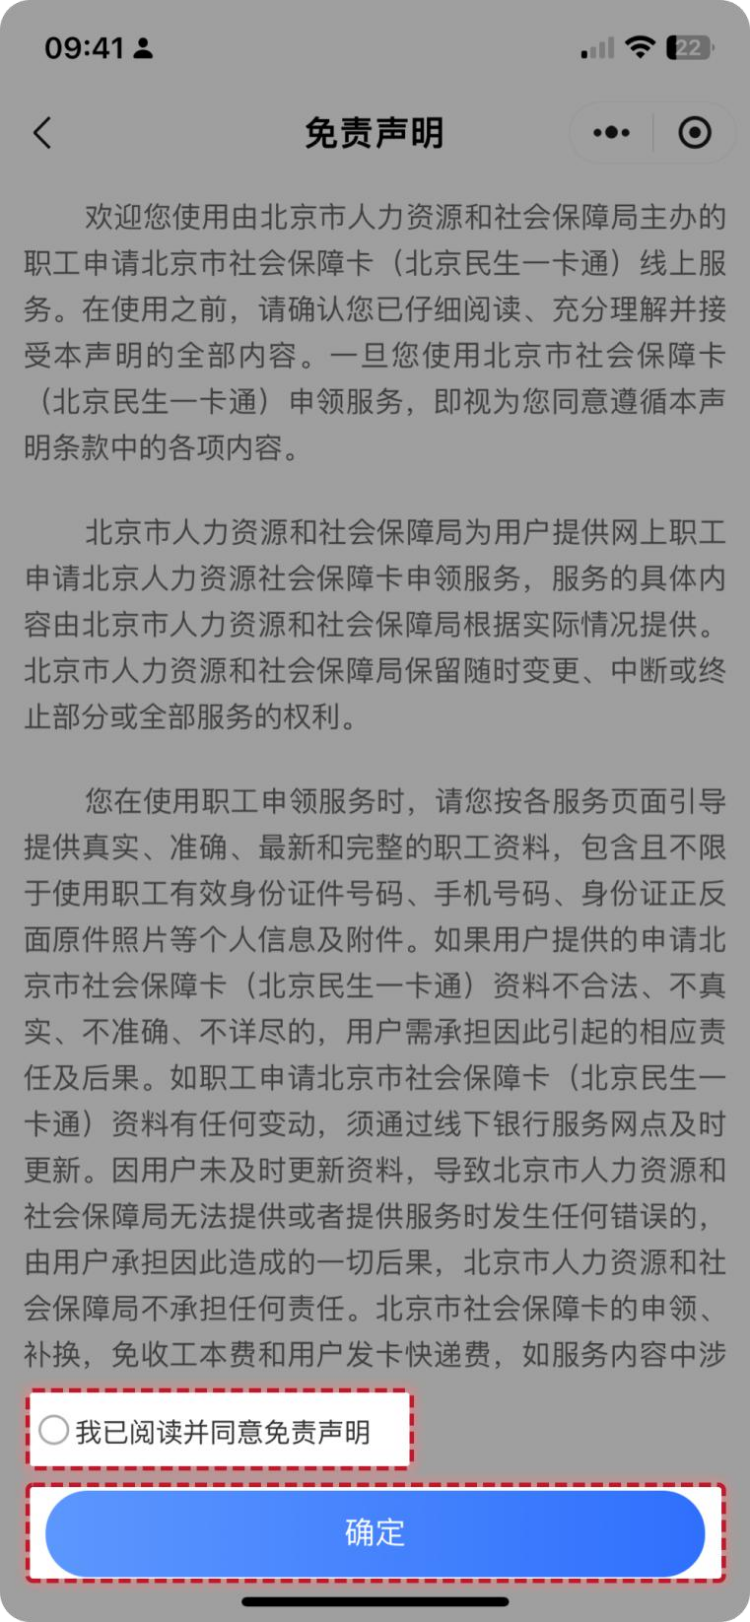 09:41
22
免责声明
欢迎您使用由北京市人力资源和社会保障局主办的
职工申请北京市社会保障卡（北京民生一卡通）线上服
务。在使用之前，请确认您已仔细阅读、充分理解并接
受本声明的全部内容。一旦您使用北京市社会保障卡
（北京民生一卡通）申领服务，即视为您同意遵循本声
明条款中的各项内容。
北京市人力资源和社会保障局为用户提供网上职工
申请北京人力资源社会保障卡申领服务，服务的具体内
容由北京市人力资源和社会保障局根据实际情况提供。
北京市人力资源和社会保障局保留随时变更、中断或终
止部分或全部服务的权利。
您在使用职工申领服务时，请您按各服务页面引导
提供真实、准确、最新和完整的职工资料，包含且不限
于使用职工有效身份证件号码、手机号码、身份证正反
面原件照片等个人信息及附件。如果用户提供的申请北
京市社会保障卡（北京民生一卡通）资料不合法、不真
实、不准确、不详尽的，用户需承担因此引起的相应责
任及后果。如职工申请北京市社会保障卡（北京民生一
卡通）资料有任何变动，须通过线下银行服务网点及时
更新。因用户未及时更新资料，导致北京市人力资源和
社会保障局无法提供或者提供服务时发生任何错误的，
由用户承担因此造成的一切后果，北京市人力资源和社
会保障局不承担任何责任。北京市社会保障卡的申领、
补换，免收工本费和用户发卡快递费，如服务内容中涉
我已阅读并同意免责声明
确定